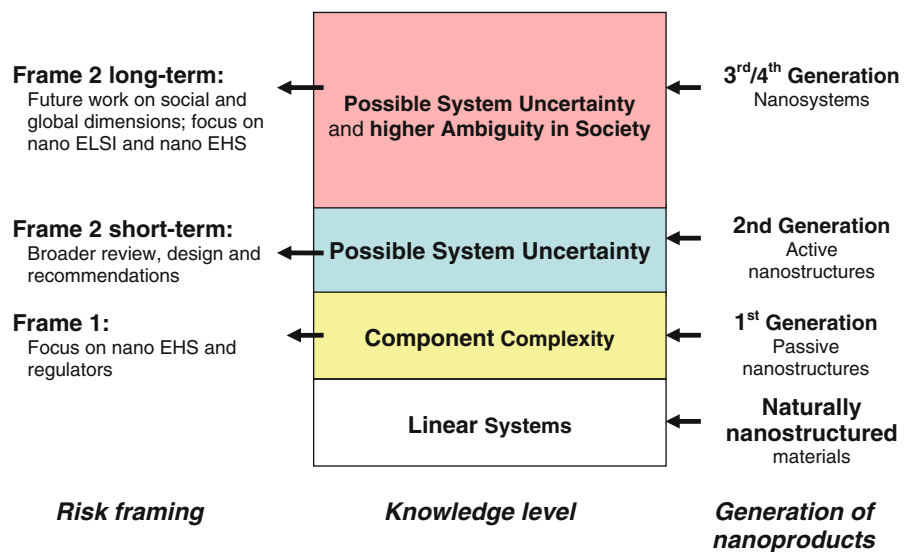 Frame 2 long-term:
Future work on social and
global dimensions; focus on
nano ELSI and nano EHS
Possible System Uncertainty
and higher Ambiguity in Society
3rd/4th Generation
Nanosystems
Frame 2 short-term:
Broader review, design and
recommendations
Possible System Uncertainty
2nd Generation
Active
nanostructures
Frame 1:
Focus on nano EHS and
regulators
Component Complexity
1st Generation
Passive
nanostructures
Linear Systems
Naturally
nanostructured
materials
Risk framing
Knowledge level
Generation of
nanoproducts